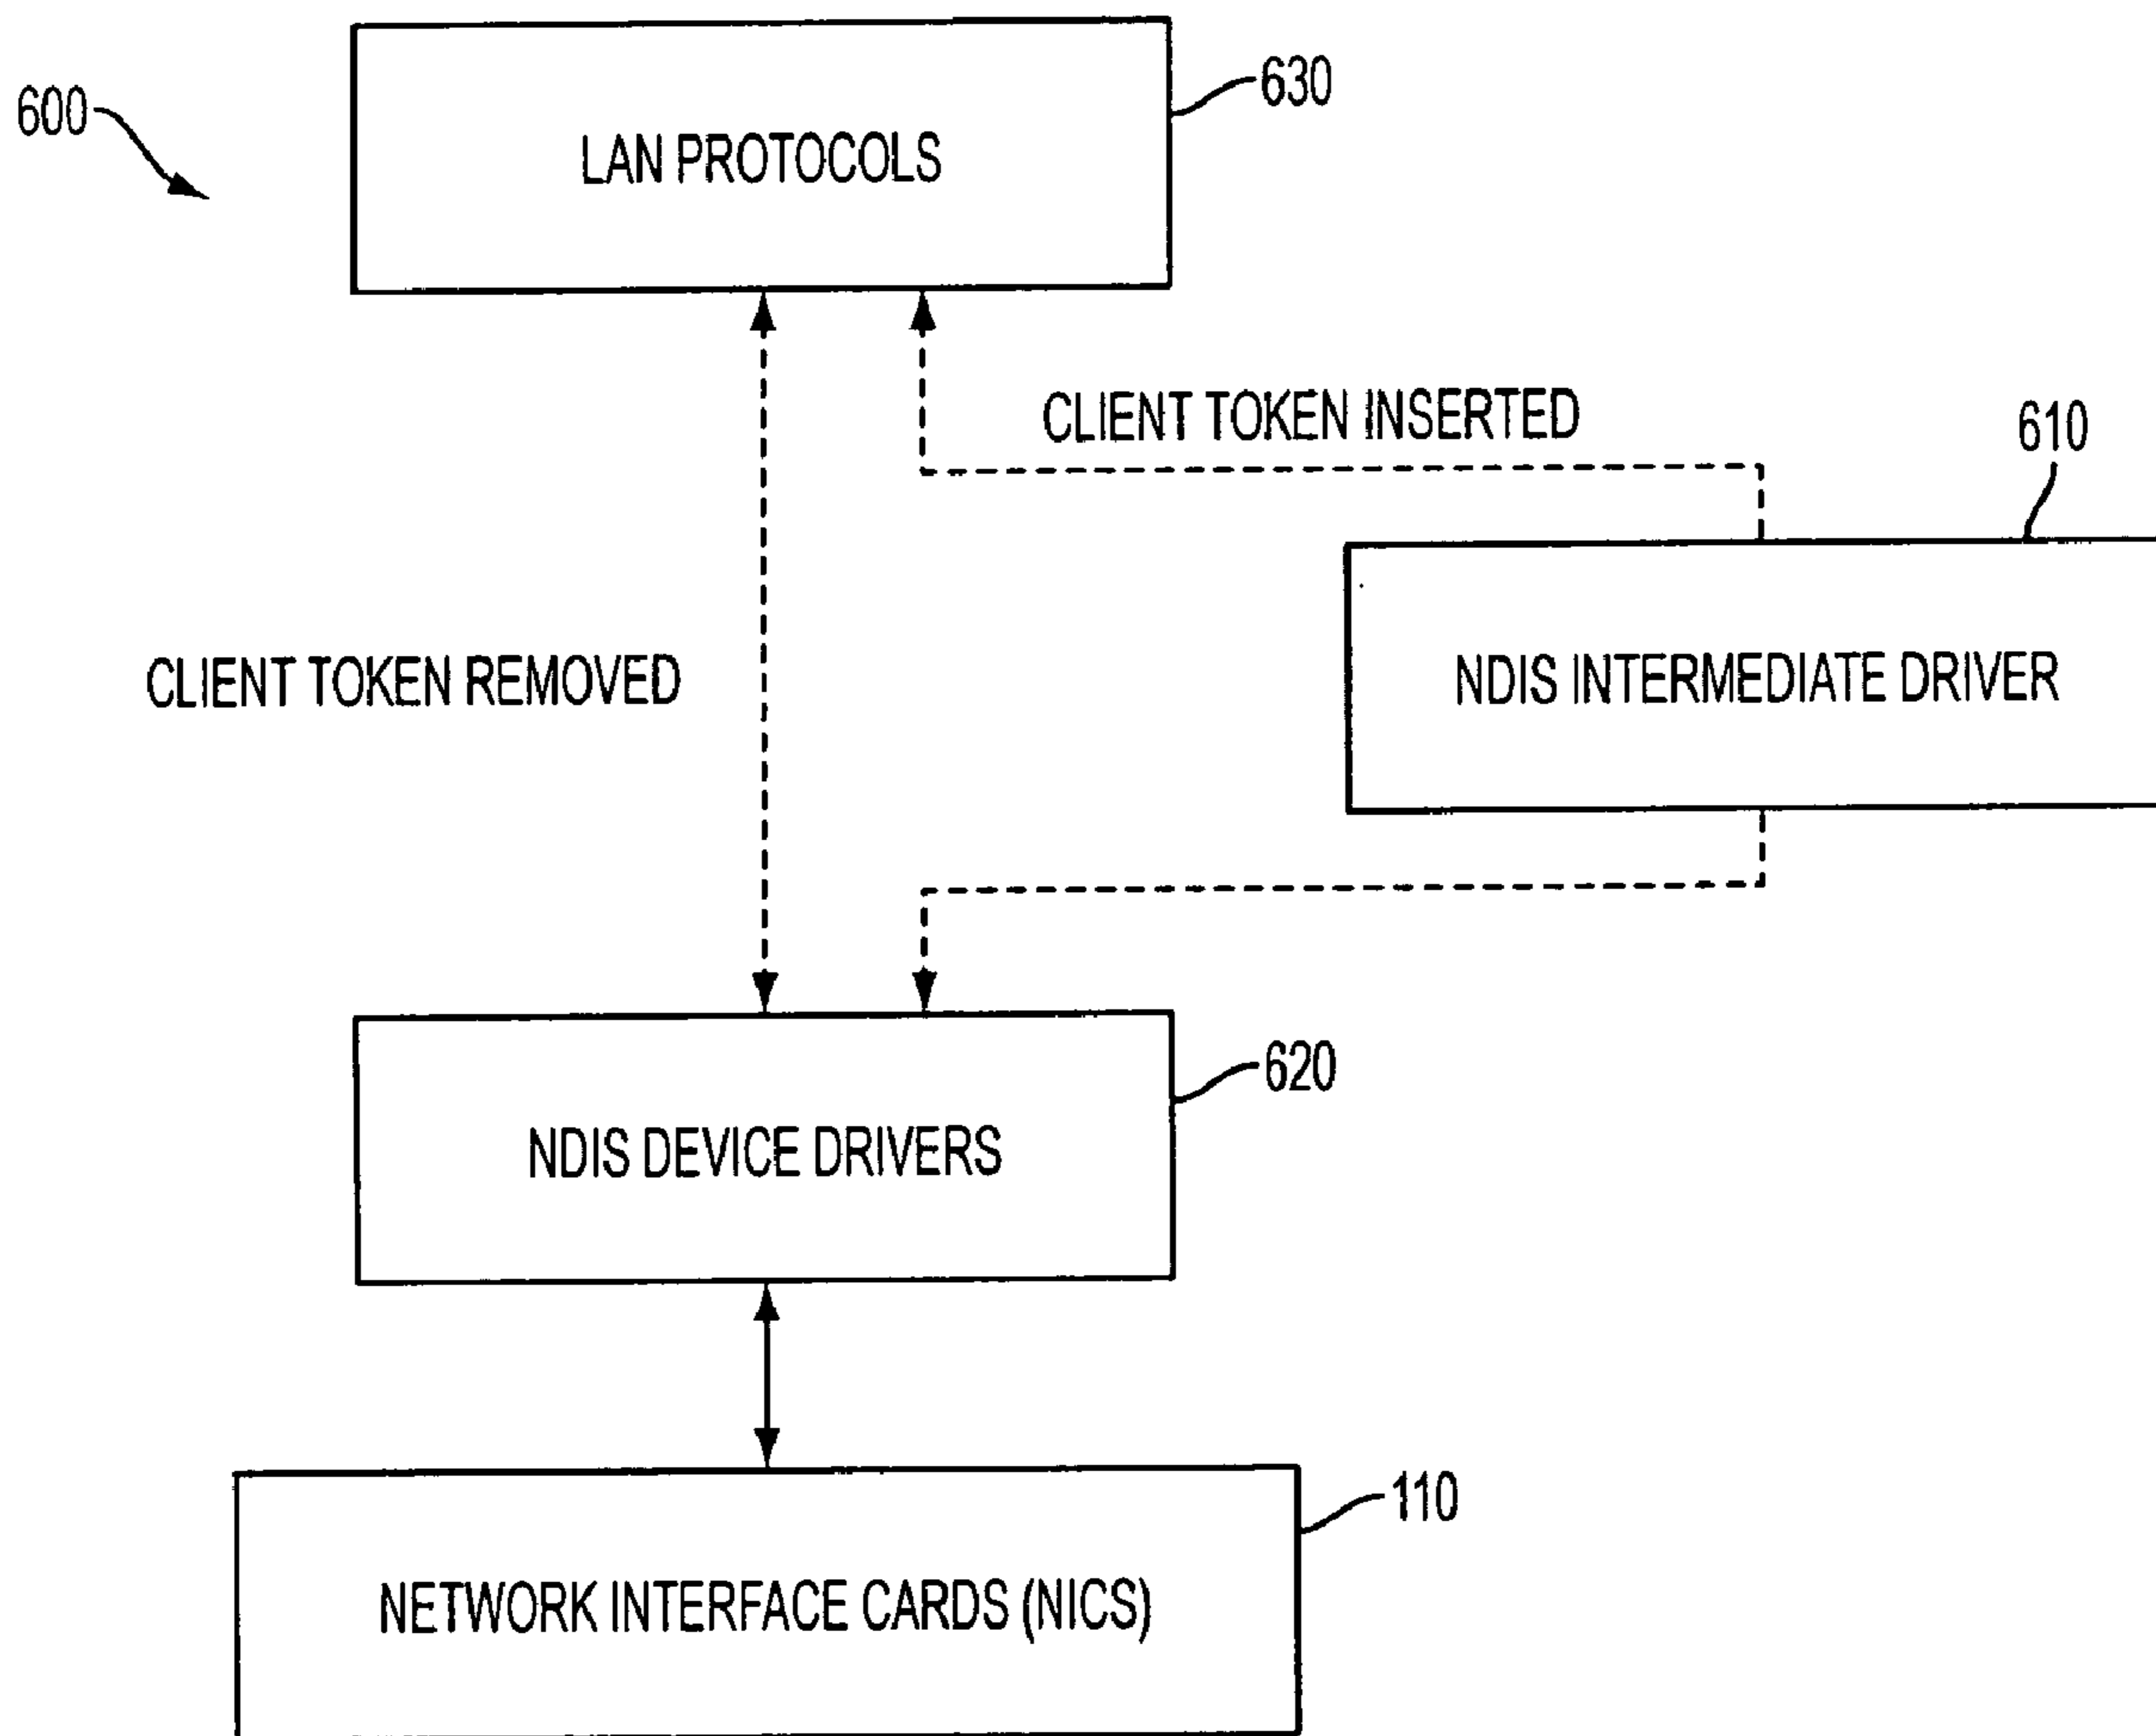 600
LAN PROTOCOLS
630
CLIENT TOKEN INSERTED
610
CLIENT TOKEN REMOVED
NDIS INTERMEDIATE DRIVER
NDIS DEVICE DRIVERS
620
NETWORK INTERFACE CARDS (NICS)
110